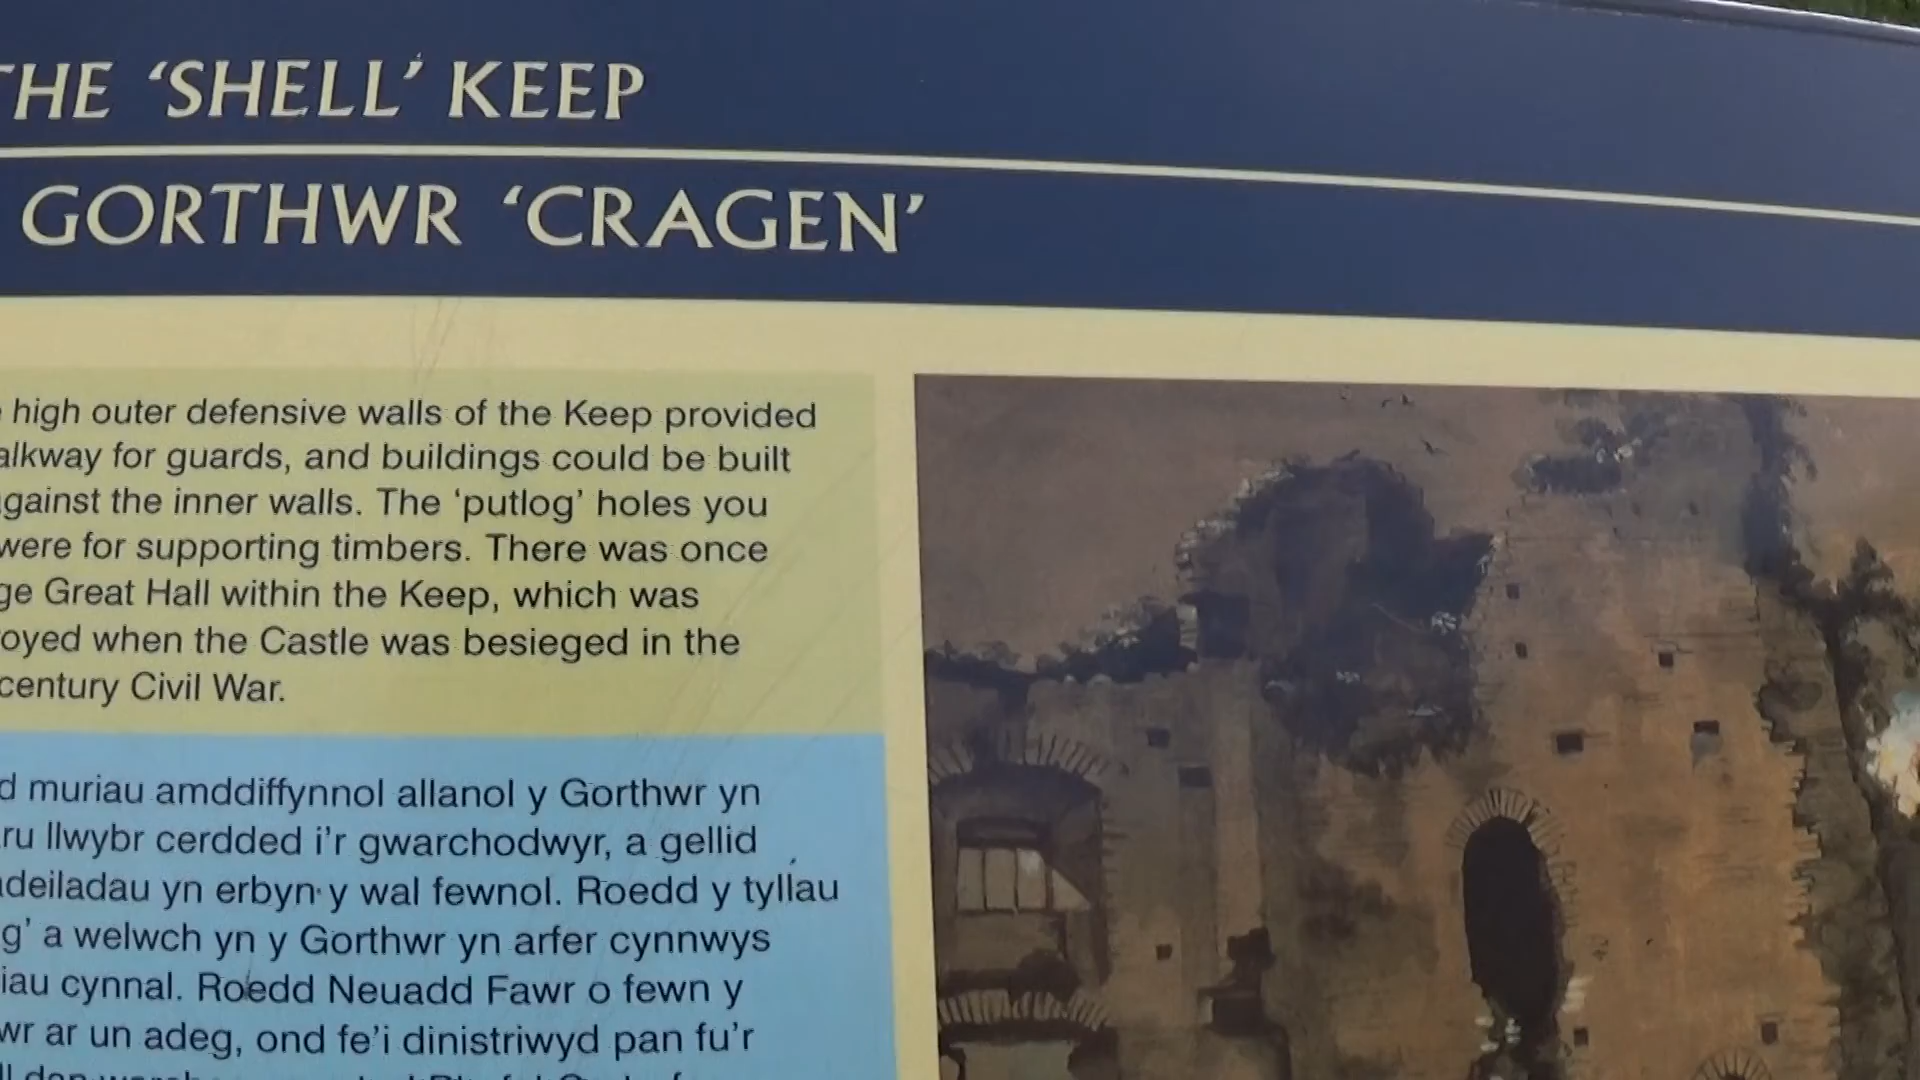 THE ‘SHELL’ KEEP
GORTHWR ‘CRAGEN’
high outer defensive walls of the Keep provided
alkway for guards, and buildings could be built
gainst the inner walls. The ‘putlog’ holes you
were for supporting timbers. There was once
ge Great Hall within the Keep, which was
oyed when the Castle was besieged in the
century Civil War.
d muriau amddiffynnol allanol y Gorthwr yn
ru llwybr cerdded i’r gwarchodwyr, a gellid
deiladau yn erbyn y wal fewnol. Roedd y tyllau
g’ a welwch yn y Gorthwr yn arfer cynnwys
iau cynnal. Roedd Neuadd Fawr o fewn y
wr ar un adeg, ond fe’i dinistriwyd pan fu’r